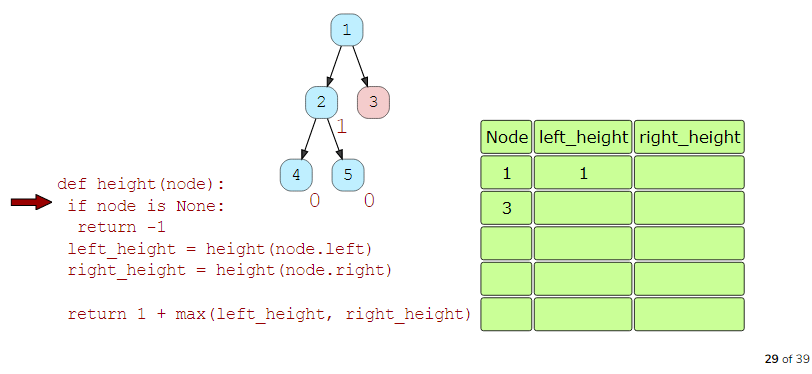 1
2
3
1
4
5
0
0
def height(node):
if node is None:
return -1
left_height = height(node.left)
right_height = height(node.right)
return 1 + max(left_height, right_height)
Node left_height right_height
1 1
3
29 of 39